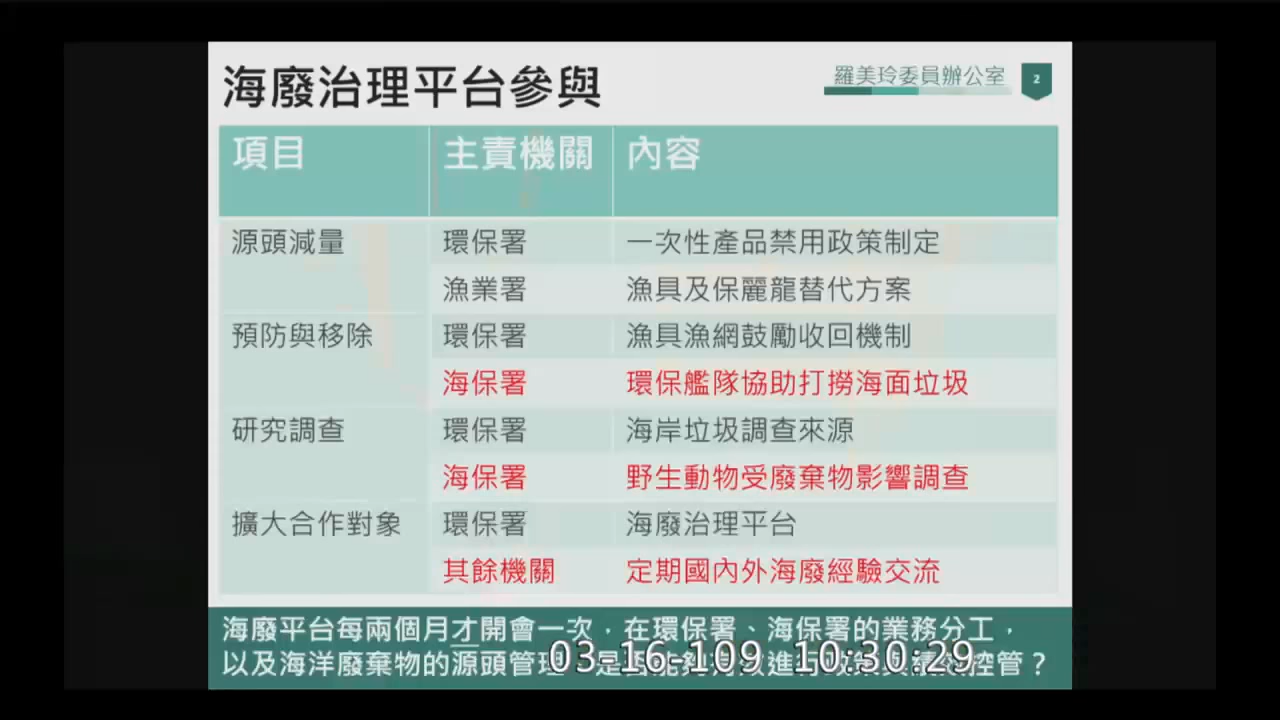 海廢治理平台參與
羅美玲委員辦公室 2
項目 主責機關 內容
源頭減量 環保署 一次性產品禁用政策制定
漁業署 漁具及保麗龍替代方案
預防與移除 環保署 漁具漁網鼓勵收回機制
海保署 環保艦隊協助打撈海面垃圾
研究調查 環保署 海岸垃圾調查來源
海保署 野生動物受廢棄物影響調查
擴大合作對象 環保署 海廢治理平台
其餘機關 定期國內外海廢經驗交流
海廢平台每兩個月才開會一次，在環保署、海保署的業務分工，
以及海洋廢棄物的源頭管理 是 控管？
03-16-109 10:30:29